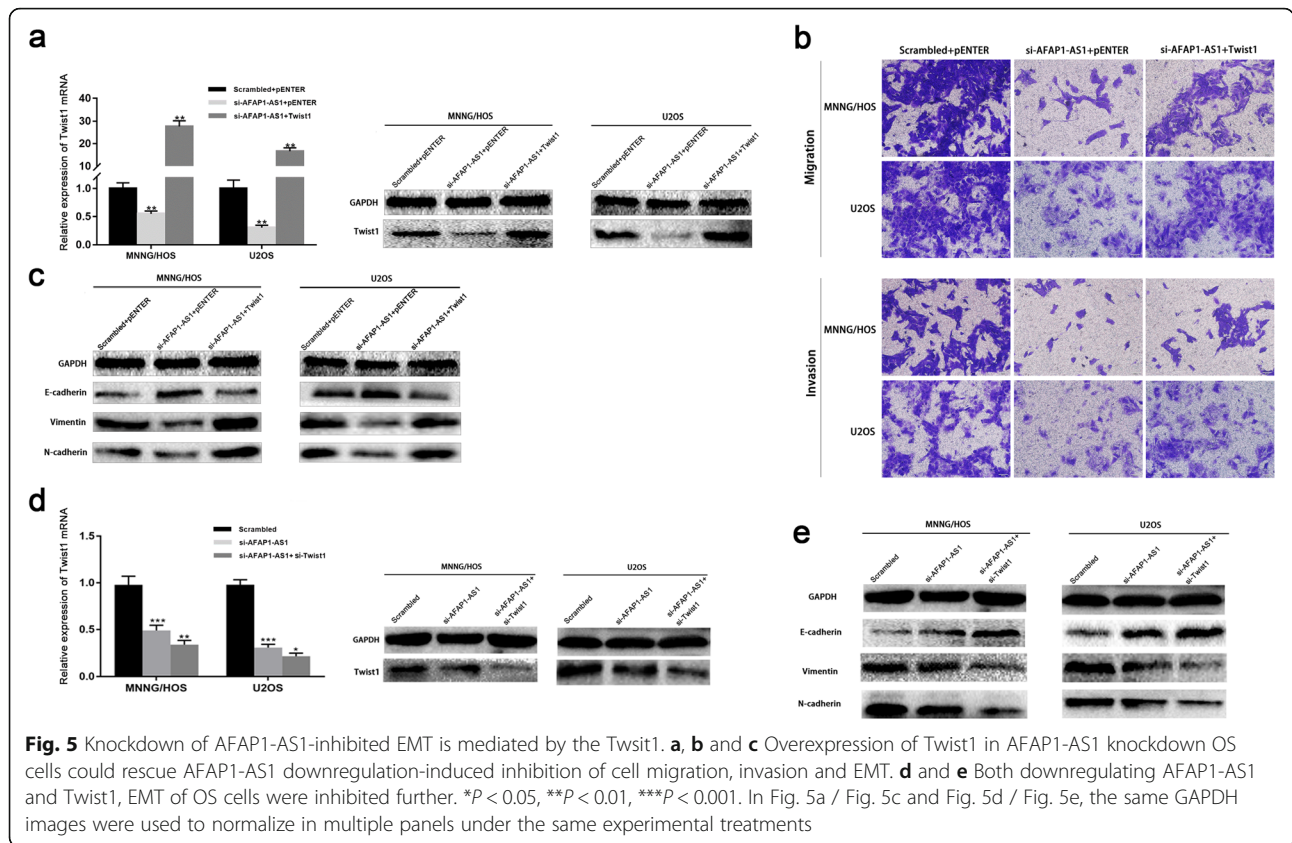 a
Scrambled+pENTER
si-AFAP1-AS1+pENTER
si-AFAP1-AS1+Twist1
Relative expression of Twist1 mRNA
40
30
20
10
1.0
0.5
0.0
** ** ** **
MNNG/HOS U2OS
MNNG/HOS
Scrambled+pENTER si-AFAP1-AS1+pENTER si-AFAP1-AS1+Twist1
GAPDH
Twist1
U2OS
Scrambled+pENTER si-AFAP1-AS1+pENTER si-AFAP1-AS1+Twist1
b
Scrambled+pENTER si-AFAP1-AS1+pENTER si-AFAP1-AS1+Twist1
Migration
MNNG/HOS
U2OS
Invasion
MNNG/HOS
U2OS
c
MNNG/HOS
Scrambled+pENTER si-AFAP1-AS1+pENTER si-AFAP1-AS1+Twist1
U2OS
Scrambled+pENTER si-AFAP1-AS1+pENTER si-AFAP1-AS1+Twist1
GAPDH
E-cadherin
Vimentin
N-cadherin
d
Scrambled
si-AFAP1-AS1
si-AFAP1-AS1+ si-Twist1
Relative expression of Twist1 mRNA
1.5
1.0
0.5
0.0
*** ** *** *
MNNG/HOS U2OS
MNNG/HOS
Scrambled si-AFAP1-AS1 si-AFAP1-AS1+ si-Twist1
U2OS
Scrambled si-AFAP1-AS1 si-AFAP1-AS1+ si-Twist1
GAPDH
Twist1
e
MNNG/HOS
Scrambled si-AFAP1-AS1 si-AFAP1-AS1+ si-Twist1
U2OS
Scrambled si-AFAP1-AS1 si-AFAP1-AS1+ si-Twist1
GAPDH
E-cadherin
Vimentin
N-cadherin
Fig. 5 Knockdown of AFAP1-AS1-inhibited EMT is mediated by the Twsit1. a, b and c Overexpression of Twist1 in AFAP1-AS1 knockdown OS
cells could rescue AFAP1-AS1 downregulation-induced inhibition of cell migration, invasion and EMT. d and e Both downregulating AFAP1-AS1
and Twist1, EMT of OS cells were inhibited further. *P < 0.05, **P < 0.01, ***P < 0.001. In Fig. 5a / Fig. 5c and Fig. 5d / Fig. 5e, the same GAPDH
images were used to normalize in multiple panels under the same experimental treatments